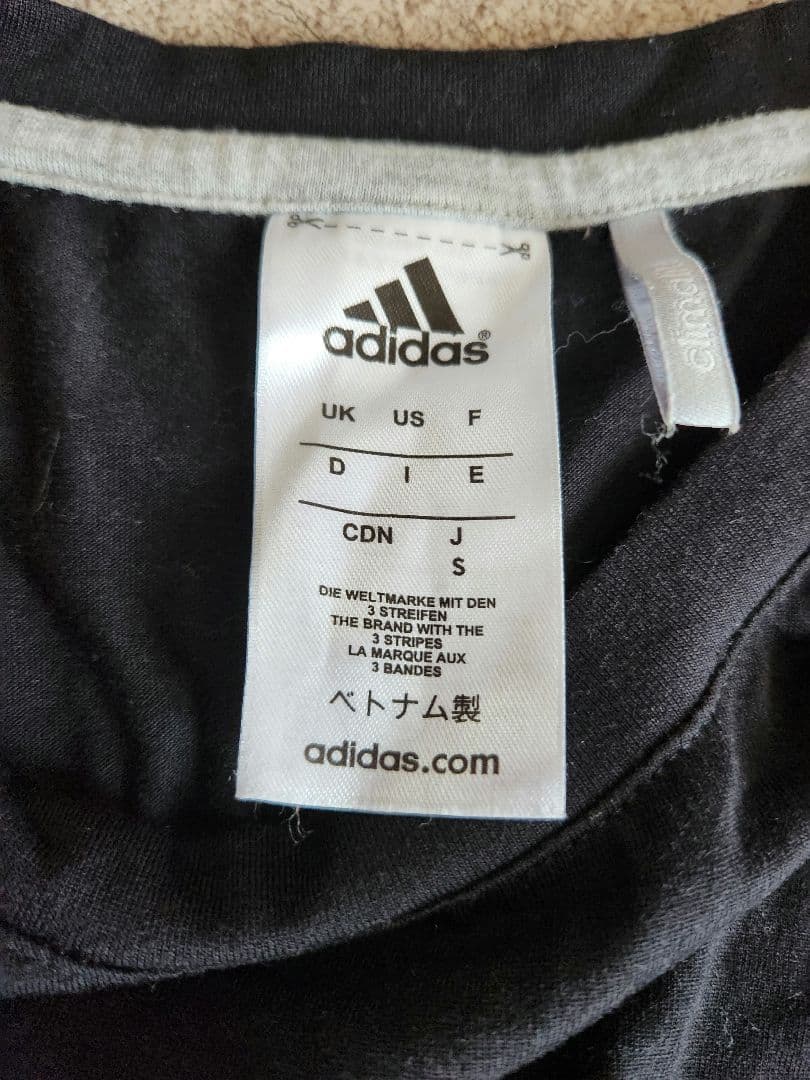 adidas®
UK US F
D I E
CDN J
S
DIE WELTMARKE MIT DEN
3 STREIFEN
THE BRAND WITH THE
3 STRIPES
LA MARQUE AUX
3 BANDES
ベトナム製
adidas.com